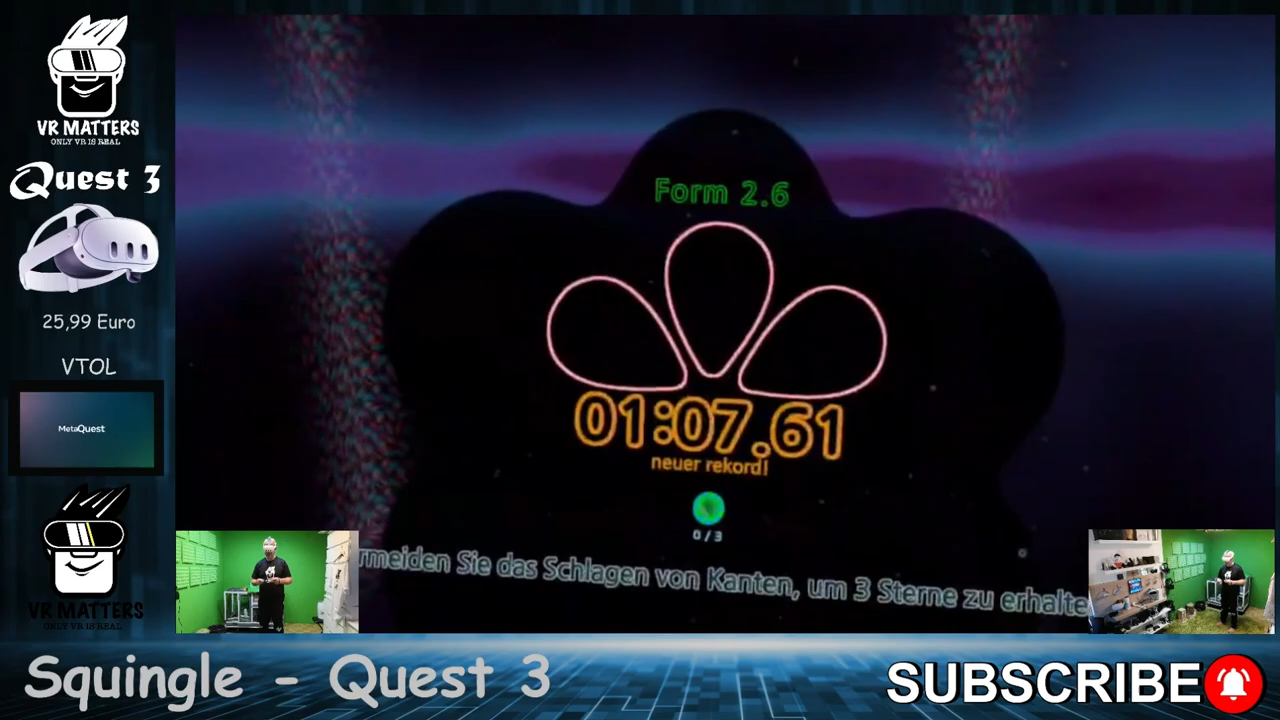 VR MATTERS
ONLY VR IS REAL
Quest 3
25,99 Euro
VTOL
MetaQuest
VR MATTERS
ONLY VR IS REAL
Form 2.6
01:07.61
neuer rekord!
0 / 3
rmeiden Sie das Schlagen von Kanten, um 3 Sterne zu erhalte
Squingle - Quest 3
SUBSCRIBE